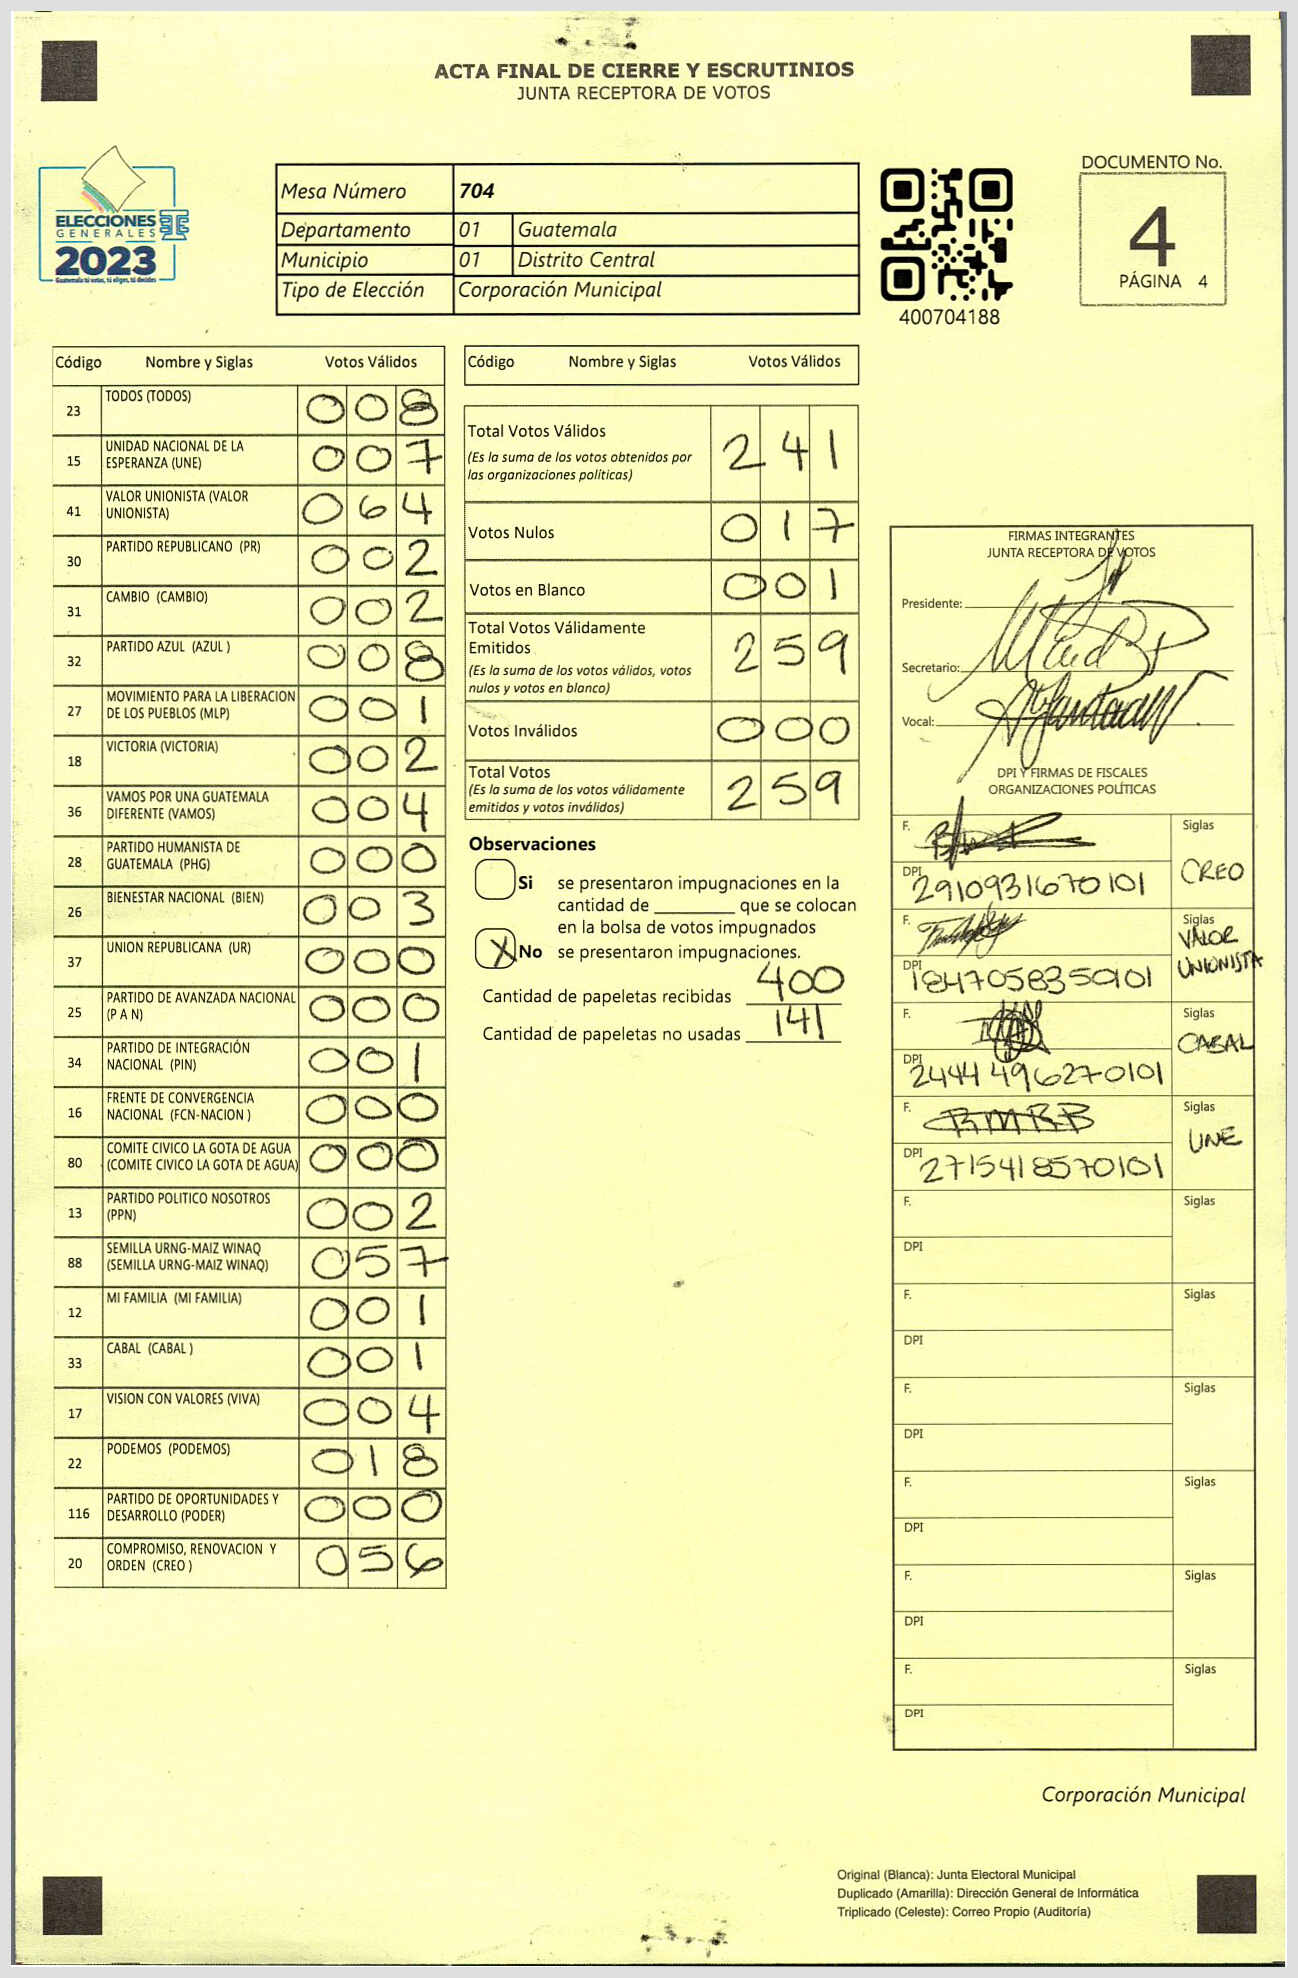 ACTA FINAL DE CIERRE Y ESCRUTINIOS
JUNTA RECEPTORA DE VOTOS
ELECCIONES
GENERALES
2023
Guatemala tú votas, tú eliges, tú decides
Mesa Número 704
Departamento 01 Guatemala
Municipio 01 Distrito Central
Tipo de Elección Corporación Municipal
400704188
DOCUMENTO No.
4
PÁGINA 4
Código Nombre y Siglas Votos Válidos
23 TODOS (TODOS) 008
15 UNIDAD NACIONAL DE LA
ESPERANZA (UNE) 007
41 VALOR UNIONISTA (VALOR
UNIONISTA) 064
30 PARTIDO REPUBLICANO (PR) 002
31 CAMBIO (CAMBIO) 002
32 PARTIDO AZUL (AZUL ) 008
27 MOVIMIENTO PARA LA LIBERACION
DE LOS PUEBLOS (MLP) 001
18 VICTORIA (VICTORIA) 002
36 VAMOS POR UNA GUATEMALA
DIFERENTE (VAMOS) 004
28 PARTIDO HUMANISTA DE
GUATEMALA (PHG) 000
26 BIENESTAR NACIONAL (BIEN) 003
37 UNION REPUBLICANA (UR) 000
25 PARTIDO DE AVANZADA NACIONAL
(P A N) 000
34 PARTIDO DE INTEGRACIÓN
NACIONAL (PIN) 001
16 FRENTE DE CONVERGENCIA
NACIONAL (FCN-NACION ) 000
80 COMITE CIVICO LA GOTA DE AGUA
(COMITE CIVICO LA GOTA DE AGUA) 000
13 PARTIDO POLITICO NOSOTROS
(PPN) 002
88 SEMILLA URNG-MAIZ WINAQ
(SEMILLA URNG-MAIZ WINAQ) 057
12 MI FAMILIA (MI FAMILIA) 001
33 CABAL (CABAL ) 001
17 VISION CON VALORES (VIVA) 004
22 PODEMOS (PODEMOS) 018
116 PARTIDO DE OPORTUNIDADES Y
DESARROLLO (PODER) 000
20 COMPROMISO, RENOVACION Y
ORDEN (CREO ) 056
Código Nombre y Siglas Votos Válidos
Total Votos Válidos 241
(Es la suma de los votos obtenidos por
las organizaciones políticas)
Votos Nulos 017
Votos en Blanco 001
Total Votos Válidamente
Emitidos 259
(Es la suma de los votos válidos, votos
nulos y votos en blanco)
Votos Inválidos 000
Total Votos 259
(Es la suma de los votos válidamente
emitidos y votos inválidos)
Observaciones
Si se presentaron impugnaciones en la
cantidad de ________ que se colocan
en la bolsa de votos impugnados
X No se presentaron impugnaciones.
Cantidad de papeletas recibidas 400
Cantidad de papeletas no usadas 141
FIRMAS INTEGRANTES
JUNTA RECEPTORA DE VOTOS
Presidente:
Secretario:
Vocal:
DPI Y FIRMAS DE FISCALES
ORGANIZACIONES POLÍTICAS
F. Siglas
DPI 2910931670101 CREO
F. Siglas
VALOR
DPI 1847058350101 UNIONISTA
F. Siglas
DPI 2444496270101 CABAL
F. Siglas
DPI 2715418570101 UNE
F. Siglas
DPI
F. Siglas
DPI
F. Siglas
DPI
F. Siglas
DPI
F. Siglas
DPI
F. Siglas
DPI
Corporación Municipal
Original (Blanca): Junta Electoral Municipal
Duplicado (Amarilla): Dirección General de Informática
Triplicado (Celeste): Correo Propio (Auditoría)